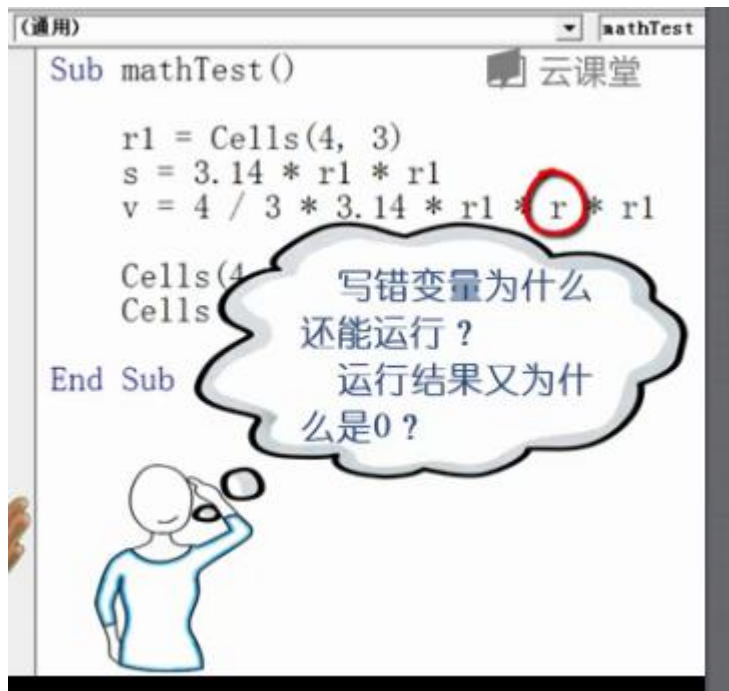 (通用) mathTest
Sub mathTest()
云课堂
r1 = Cells(4, 3)
s = 3.14 * r1 * r1
v = 4 / 3 * 3.14 * r1 * r * r1
Cells(4
Cells
End Sub
写错变量为什么
还能运行？
运行结果又为什
么是0？